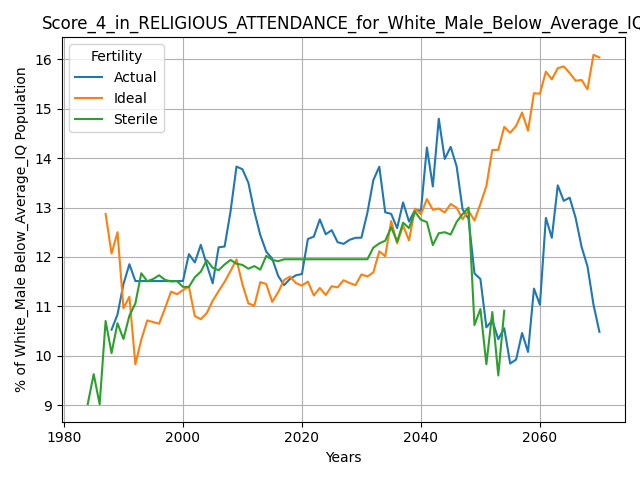 Score_4_in_RELIGIOUS_ATTENDANCE_for_White_Male_Below_Average_IQ
Fertility
Actual
Ideal
Sterile
% of White_Male Below_Average_IQ Population
16
15
14
13
12
11
10
9
1980 2000 2020 2040 2060
Years